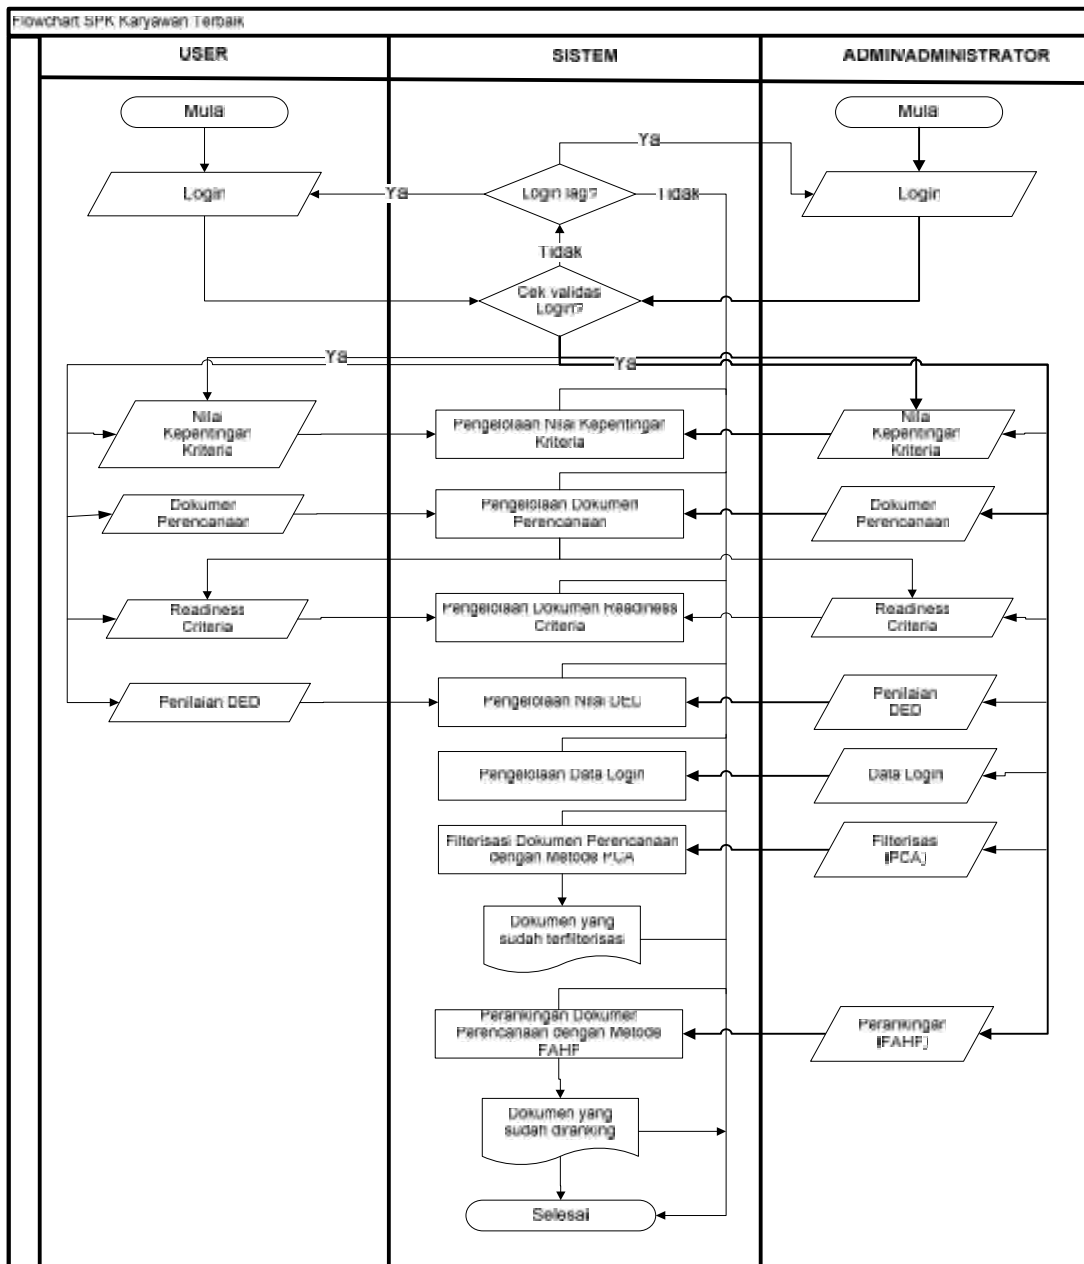 Flowchart SPK Karyawan Terbaik
USER
SISTEM
ADMIN/ADMINISTRATOR
Mulai
Mulai
Ya
Login
Ya
Login lagi?
Tidak
Login
Tidak
Cek validasi
Login?
Ya
Ya
Nilai
Kepentingan
Kriteria
Pengelolaan Nilai Kepentingan
Kriteria
Nilai
Kepentingan
Kriteria
Dokumen
Perencanaan
Pengelolaan Dokumen
Perencanaan
Dokumen
Perencanaan
Readiness
Criteria
Pengelolaan Dokumen Readiness
Criteria
Readiness
Criteria
Penilaian DED
Pengelolaan Nilai DED
Penilaian
DED
Pengelolaan Data Login
Data Login
Filterisasi Dokumen Perencanaan
dengan Metode PCA
Filterisasi
(PCA)
Dokumen yang
sudah terfilterisasi
Perankingan Dokumen
Perencanaan dengan Metode
FAHP
Perankingan
(FAHP)
Dokumen yang
sudah diranking
Selesai